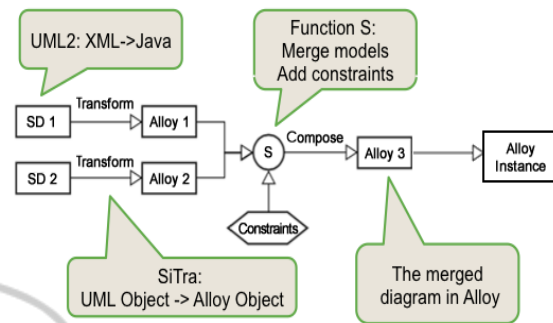 UML2: XML->Java
Function S:
Merge models
Add constraints
Transform
SD 1
Alloy 1
S
Compose
Alloy 3
Alloy
Instance
Transform
SD 2
Alloy 2
Constraints
SiTra:
UML Object -> Alloy Object
The merged
diagram in Alloy